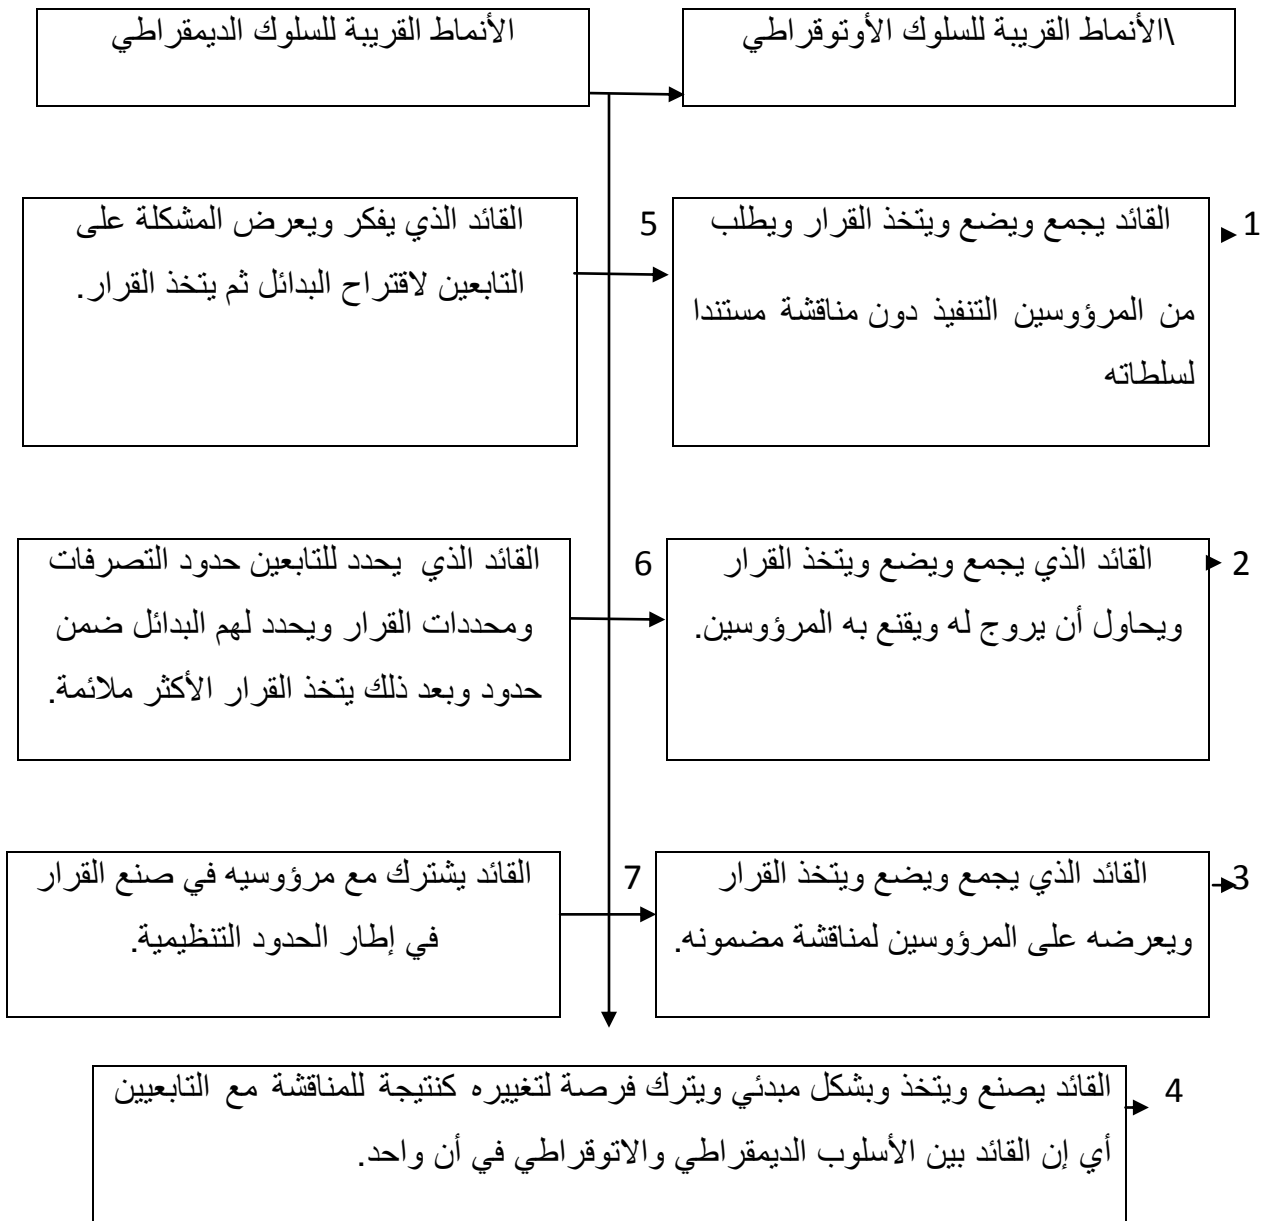 \الأنماط القريبة للسلوك الأوتوقراطي
الأنماط القريبة للسلوك الديمقراطي
1
القائد يجمع ويضع ويتخذ القرار ويطلب
من المرؤوسين التنفيذ دون مناقشة مستندا
لسلطاته
5
القائد الذي يفكر ويعرض المشكلة على
التابعين لاقتراح البدائل ثم يتخذ القرار.
2
القائد الذي يجمع ويضع ويتخذ القرار
ويحاول أن يروج له ويقنع به المرؤوسين.
6
القائد الذي يحدد للتابعين حدود التصرفات
ومحددات القرار ويحدد لهم البدائل ضمن
حدود وبعد ذلك يتخذ القرار الأكثر ملائمة.
3
القائد الذي يجمع ويضع ويتخذ القرار
ويعرضه على المرؤوسين لمناقشة مضمونه.
7
القائد يشترك مع مرؤوسيه في صنع القرار
في إطار الحدود التنظيمية.
4
القائد يصنع ويتخذ وبشكل مبدئي ويترك فرصة لتغييره كنتيجة للمناقشة مع التابعيين
أي إن القائد بين الأسلوب الديمقراطي والاتوقراطي في أن واحد.